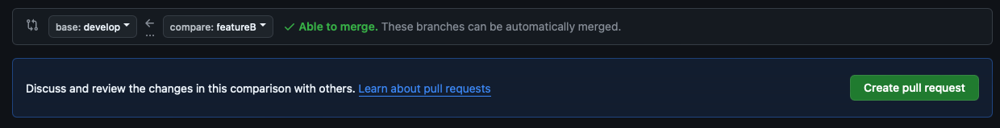 base: develop compare: featureB Able to merge. These branches can be automatically merged.
Discuss and review the changes in this comparison with others. Learn about pull requests Create pull request